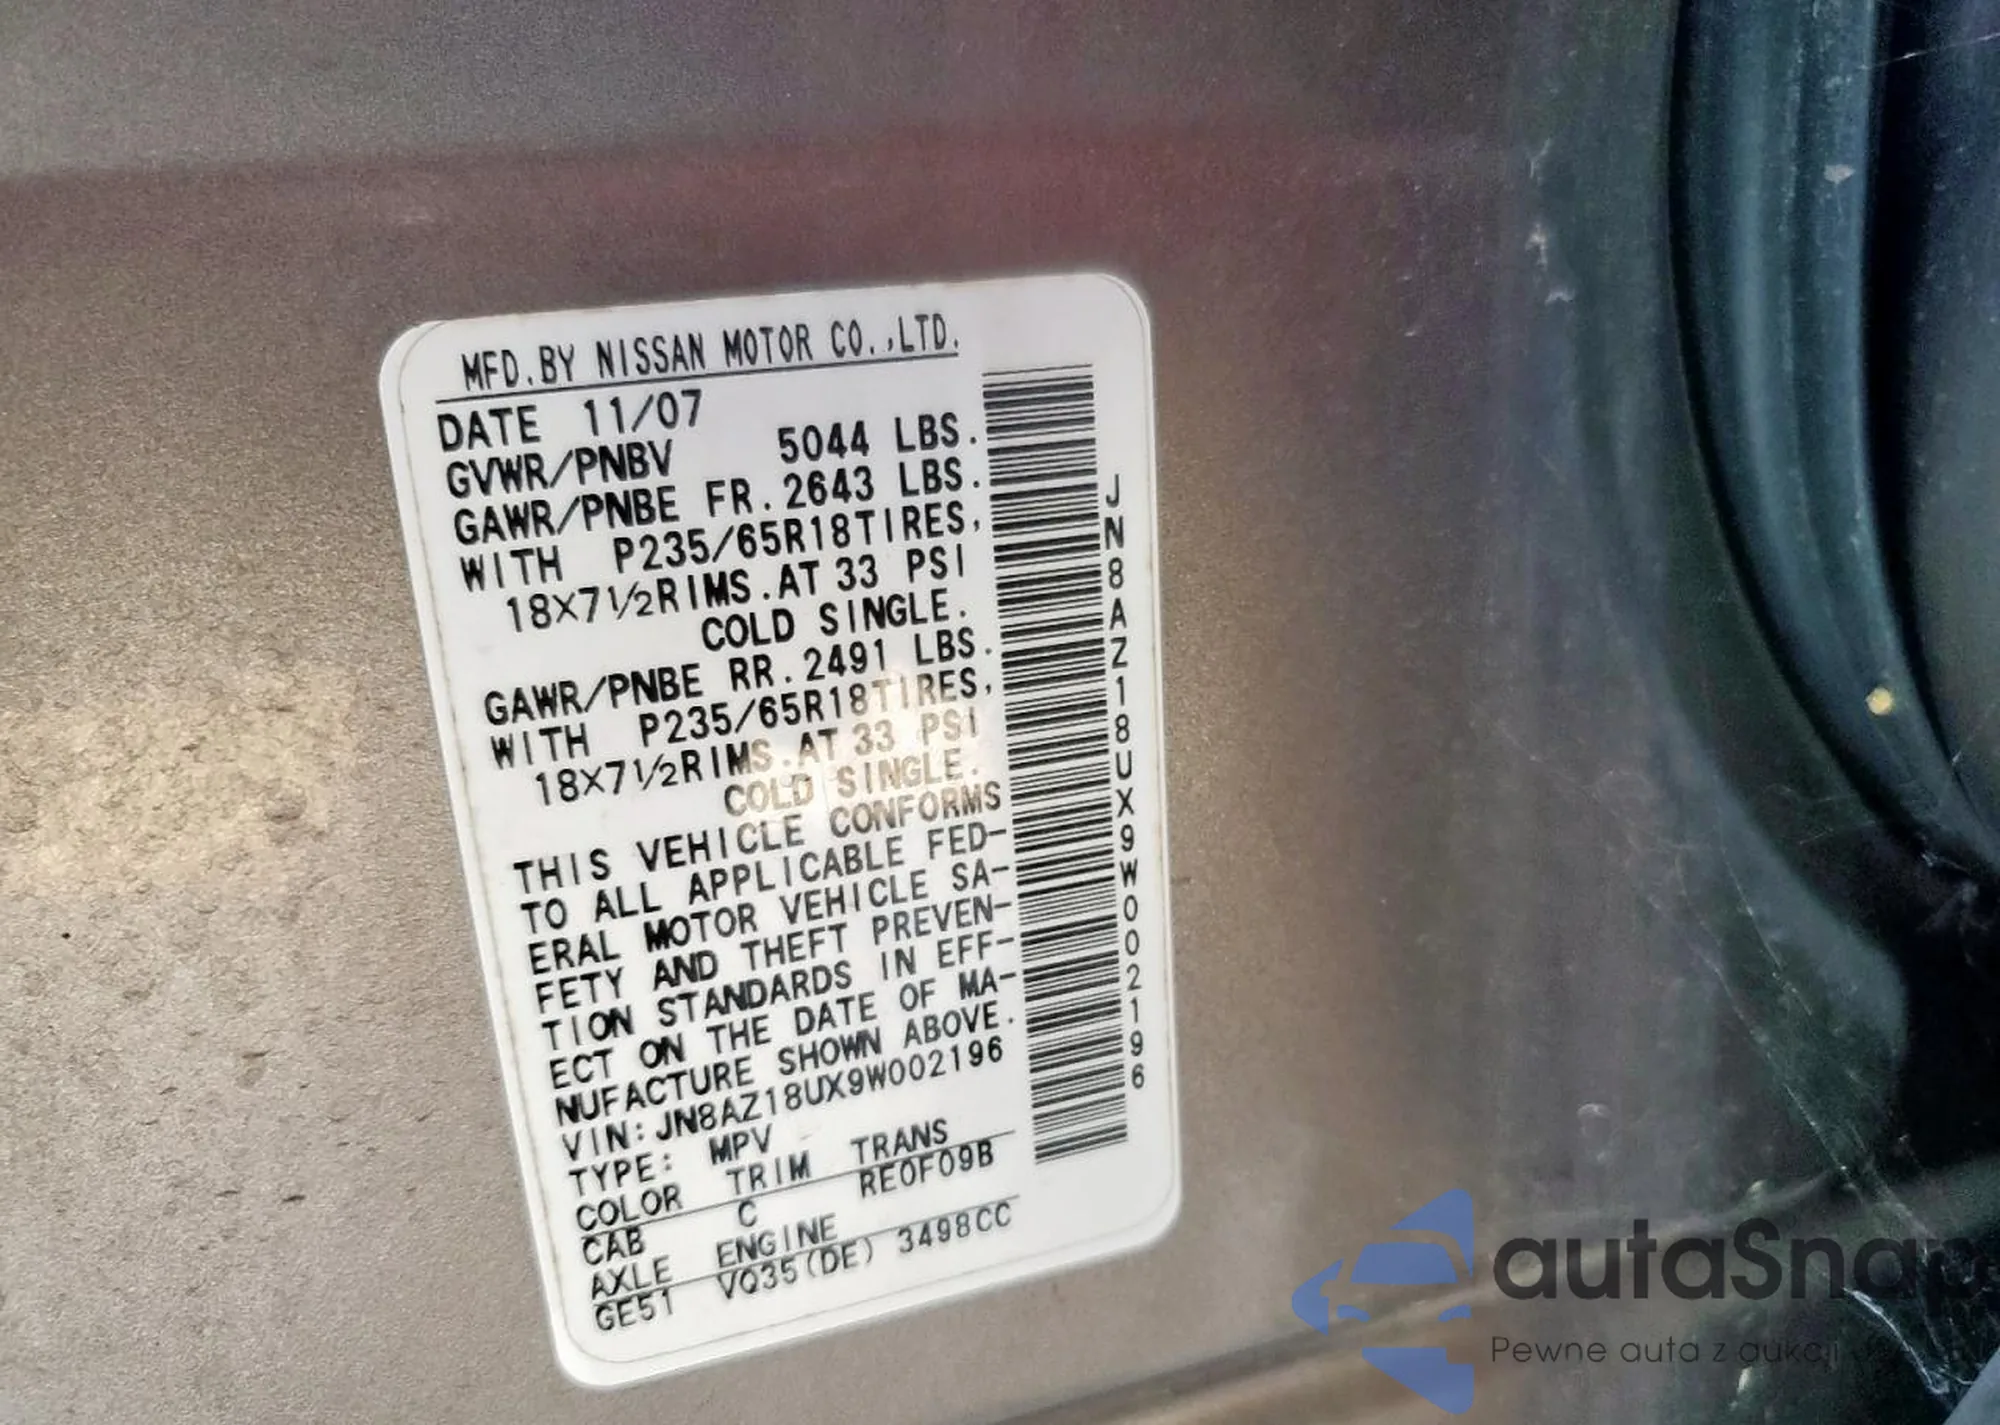 MFD.BY NISSAN MOTOR CO.,LTD.
DATE 11/07
GVWR/PNBV 5044 LBS.
GAWR/PNBE FR.2643 LBS.
WITH P235/65R18TIRES,
18X7½RIMS.AT 33 PSI
COLD SINGLE.
GAWR/PNBE RR.2491 LBS.
WITH P235/65R18TIRES,
18X7½RIMS.AT 33 PSI
COLD SINGLE.
THIS VEHICLE CONFORMS
TO ALL APPLICABLE FED-
ERAL MOTOR VEHICLE SA-
FETY AND THEFT PREVEN-
TION STANDARDS IN EFF-
ECT ON THE DATE OF MA-
NUFACTURE SHOWN ABOVE.
VIN:JN8AZ18UX9W002196
TYPE: MPV
COLOR TRIM TRANS
C RE0F09B
CAB
AXLE ENGINE
GE51 VQ35(DE) 3498CC
JN8AZ18UX9W002196
autaSnap
Pewne auta z aukcji